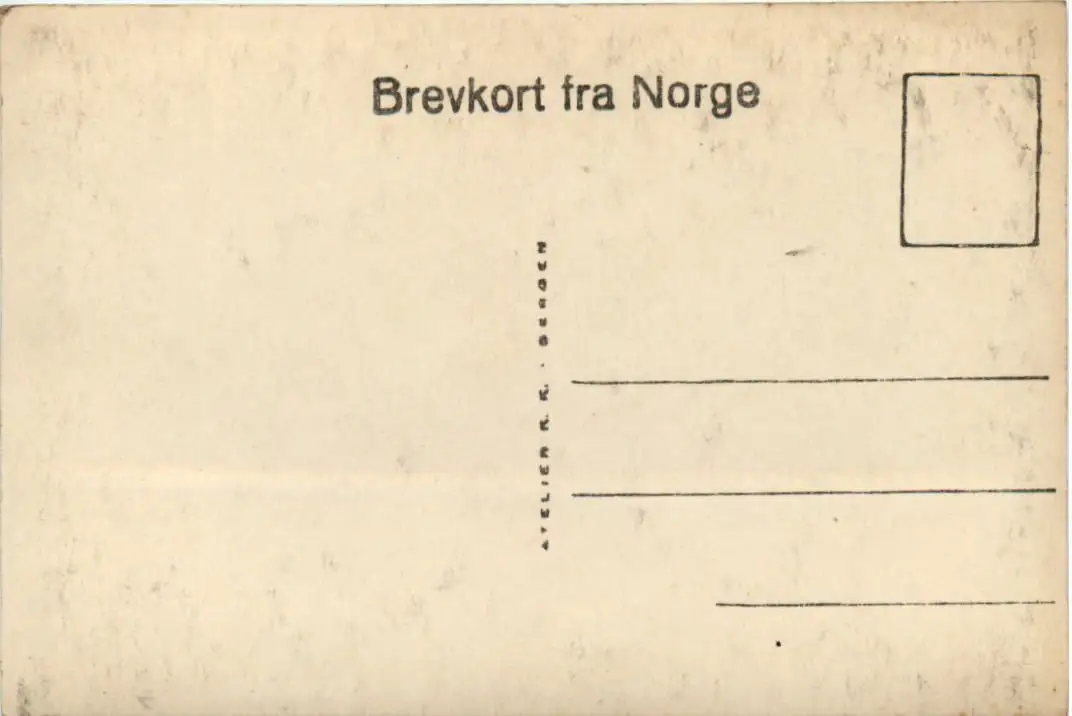 Brevkort fra Norge
ATELIER K. K. · BERGEN